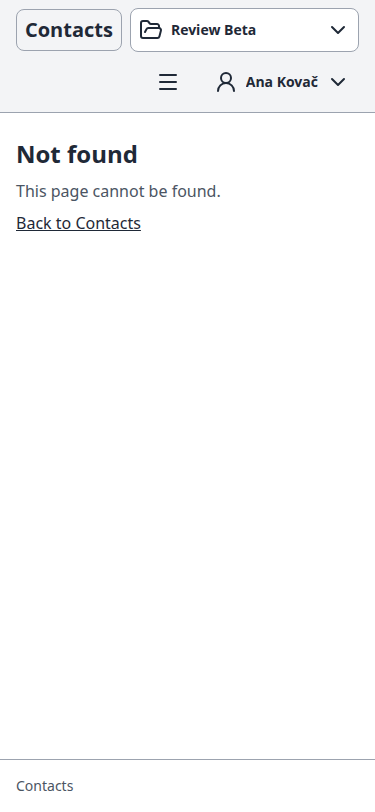 Contacts
Review Beta
Ana Kovač
Not found
This page cannot be found.
Back to Contacts
Contacts